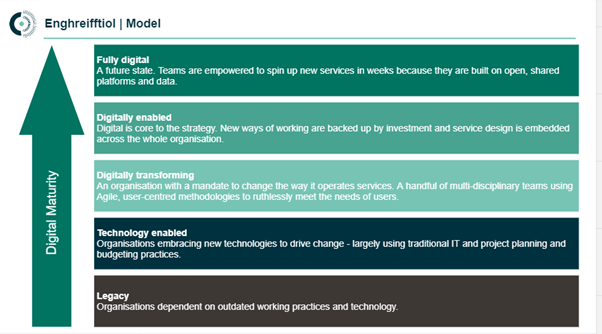 Enghreifftiol | Model
Fully digital
A future state. Teams are empowered to spin up new services in weeks because they are built on open, shared
platforms and data.
Digitally enabled
Digital is core to the strategy. New ways of working are backed up by investment and service design is embedded
across the whole organisation.
Digitally transforming
An organisation with a mandate to change the way it operates services. A handful of multi-disciplinary teams using
Agile, user-centred methodologies to ruthlessly meet the needs of users.
Technology enabled
Organisations embracing new technologies to drive change - largely using traditional IT and project planning and
budgeting practices.
Legacy
Organisations dependent on outdated working practices and technology.
Digital Maturity